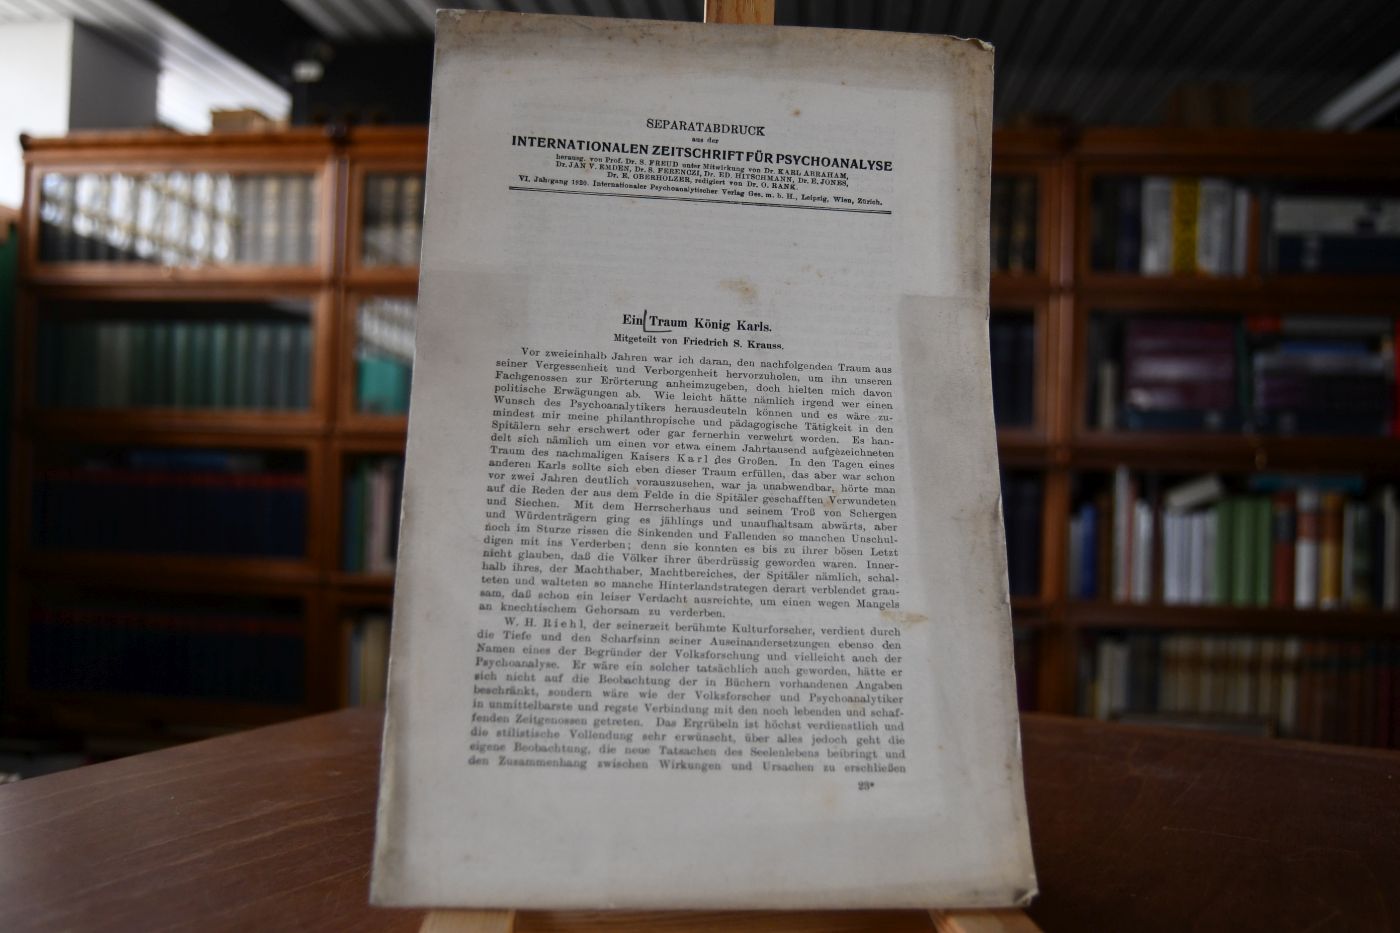 SEPARATABDRUCK
aus der
INTERNATIONALEN ZEITSCHRIFT FÜR PSYCHOANALYSE
herausg. von Prof. Dr. S. FREUD unter Mitwirkung von Dr. KARL ABRAHAM,
Dr. JAN V. EMDEN, Dr. S. FERENCZI, Dr. ED. HITSCHMANN, Dr. E. JONES,
Dr. E. OBERHOLZER, redigiert von Dr. O. RANK.
VI. Jahrgang 1920. Internationaler Psychoanalytischer Verlag Ges. m. b. H., Leipzig, Wien, Zürich.
Ein Traum König Karls.
Mitgeteilt von Friedrich S. Krauss.
Vor zweieinhalb Jahren war ich daran, den nachfolgenden Traum aus
seiner Vergessenheit und Verborgenheit hervorzuholen, um ihn unseren
Fachgenossen zur Erörterung anheimzugeben, doch hielten mich davon
politische Erwägungen ab. Wie leicht hätte nämlich irgend wer einen
Wunsch des Psychoanalytikers herausdeuteln können und es wäre zu-
mindest mir meine philanthropische und pädagogische Tätigkeit in den
Spitälern sehr erschwert oder gar fernerhin verwehrt worden. Es han-
delt sich nämlich um einen vor etwa einem Jahrtausend aufgezeichneten
Traum des nachmaligen Kaisers Karl des Großen. In den Tagen eines
anderen Karls sollte sich eben dieser Traum erfüllen, das aber war schon
vor zwei Jahren deutlich vorauszusehen, war ja unabwendbar, hörte man
auf die Reden der aus dem Felde in die Spitäler geschafften Verwundeten
und Siechen. Mit dem Herrscherhaus und seinem Troß von Schergen
und Würdenträgern ging es jählings und unaufhaltsam abwärts, aber
noch im Sturze rissen die Sinkenden und Fallenden so manchen Unschul-
digen mit ins Verderben; denn sie konnten es bis zu ihrer bösen Letzt
nicht glauben, daß die Völker ihrer überdrüssig geworden waren. Inner-
halb ihres, der Machthaber, Machtbereiches, der Spitäler nämlich, schal-
teten und walteten so manche Hinterlandstrategen derart verblendet grau-
sam, daß schon ein leiser Verdacht ausreichte, um einen wegen Mangels
an knechtischem Gehorsam zu verderben.
W. H. Riehl, der seinerzeit berühmte Kulturforscher, verdient durch
die Tiefe und den Scharfsinn seiner Auseinandersetzungen ebenso den
Namen eines der Begründer der Volksforschung und vielleicht auch der
Psychoanalyse. Er wäre ein solcher tatsächlich auch geworden, hätte er
sich nicht auf die Beobachtung der in Büchern vorhandenen Angaben
beschränkt, sondern wäre wie der Volksforscher und Psychoanalytiker
in unmittelbarste und regste Verbindung mit den noch lebenden und schaf-
fenden Zeitgenossen getreten. Das Ergrübeln ist höchst verdienstlich und
die stilistische Vollendung sehr erwünscht, über alles jedoch geht die
eigene Beobachtung, die neue Tatsachen des Seelenlebens beibringt und
den Zusammenhang zwischen Wirkungen und Ursachen zu erschließen
23*